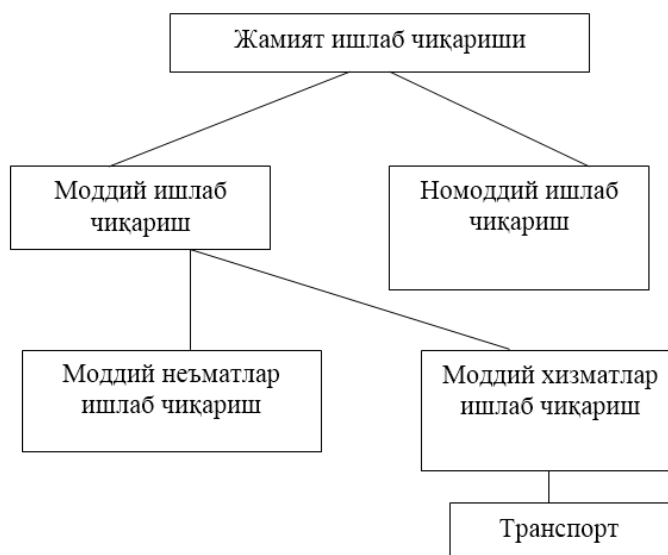 Жамият ишлаб чиқариши
Моддий ишлаб
чиқариш
Номоддий ишлаб
чиқариш
Моддий неъматлар
ишлаб чиқариш
Моддий хизматлар
ишлаб чиқариш
Транспорт